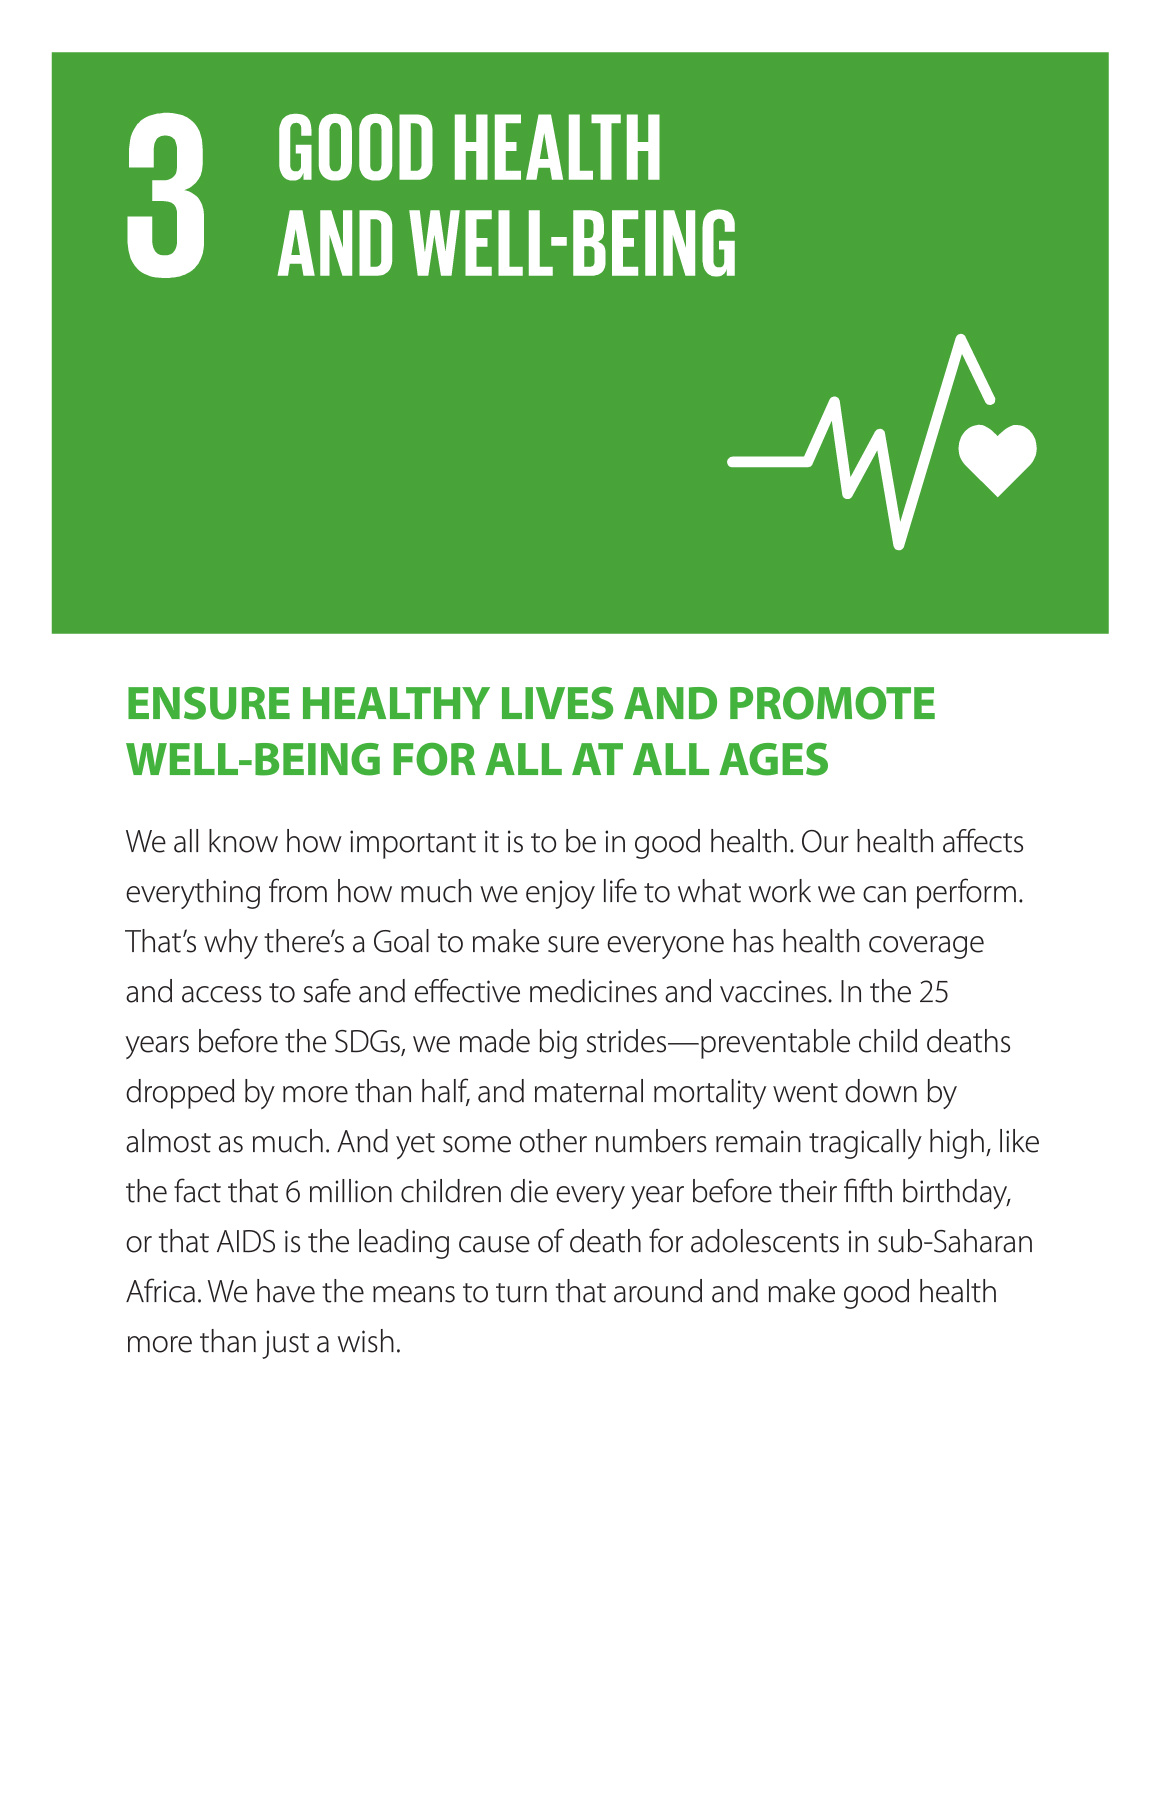 3
GOOD HEALTH
AND WELL-BEING
ENSURE HEALTHY LIVES AND PROMOTE
WELL-BEING FOR ALL AT ALL AGES
We all know how important it is to be in good health. Our health affects
everything from how much we enjoy life to what work we can perform.
That’s why there’s a Goal to make sure everyone has health coverage
and access to safe and effective medicines and vaccines. In the 25
years before the SDGs, we made big strides—preventable child deaths
dropped by more than half, and maternal mortality went down by
almost as much. And yet some other numbers remain tragically high, like
the fact that 6 million children die every year before their fifth birthday,
or that AIDS is the leading cause of death for adolescents in sub-Saharan
Africa. We have the means to turn that around and make good health
more than just a wish.